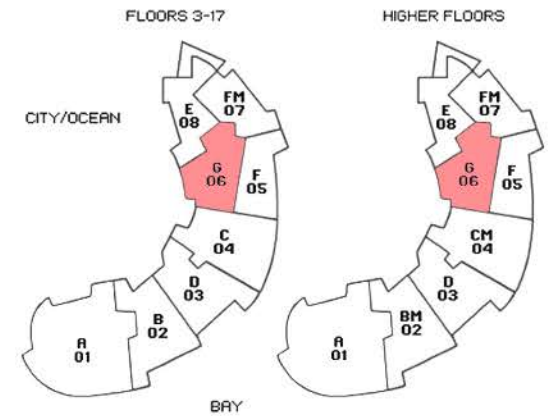 FLOORS 3-17
HIGHER FLOORS
CITY/OCEAN
E
08
FM
07
G
06
F
05
C
04
D
03
B
02
A
01
E
08
FM
07
G
06
F
05
CM
04
D
03
BM
02
A
01
BAY